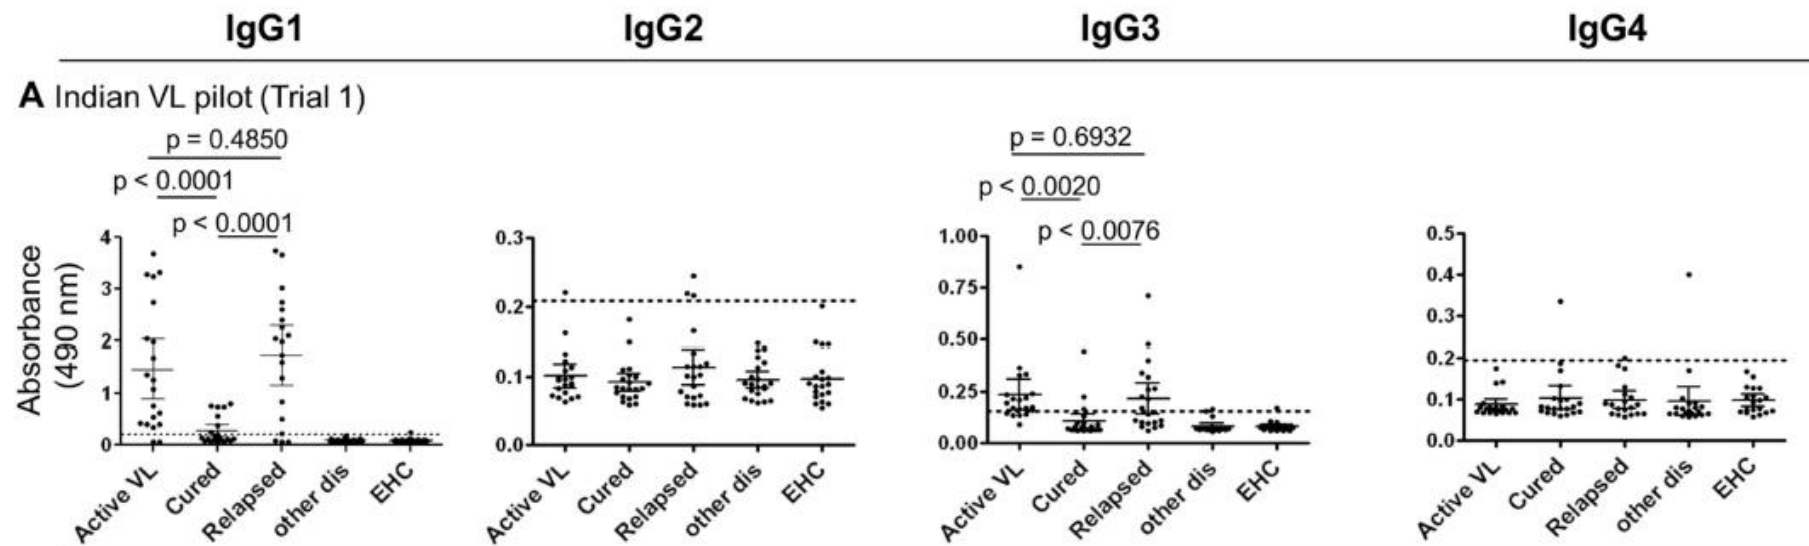 IgG1 IgG2 IgG3 IgG4
A Indian VL pilot (Trial 1)
p = 0.4850
p < 0.0001
p < 0.0001
Absorbance
(490 nm)
4
3
2
1
0
Active VL
Cured
Relapsed
other dis
EHC
0.3
0.2
0.1
0.0
Active VL
Cured
Relapsed
other dis
EHC
p = 0.6932
p < 0.0020
p < 0.0076
1.00
0.75
0.50
0.25
0.00
Active VL
Cured
Relapsed
other dis
EHC
0.5
0.4
0.3
0.2
0.1
0.0
Active VL
Cured
Relapsed
other dis
EHC